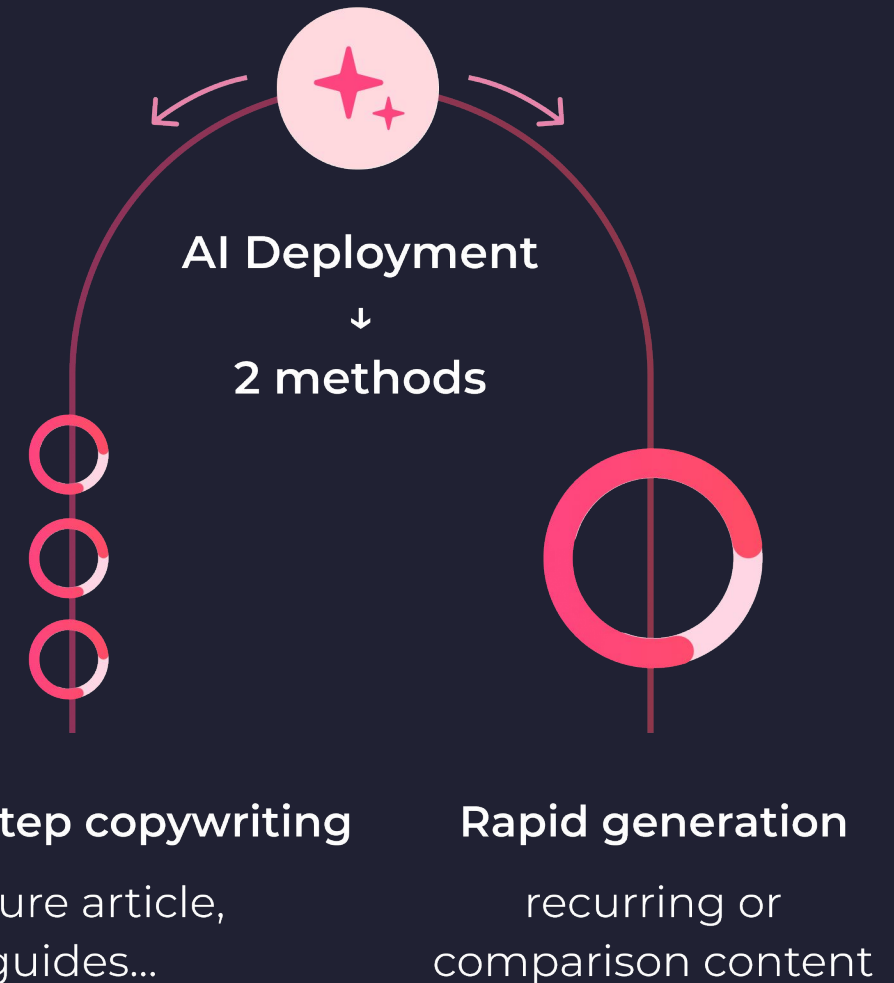 AI Deployment
↓
2 methods
tep copywriting
ure article,
guides...
Rapid generation
recurring or
comparison content